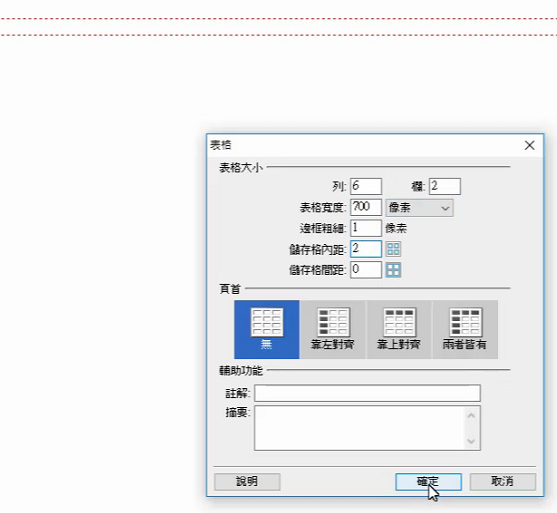 表格
表格大小
列: 6 欄: 2
表格寬度: 700 像素
邊框粗細: 1 像素
儲存格內距: 2
儲存格間距: 0
頁首
無 靠左對齊 靠上對齊 兩者皆有
輔助功能
註解:
摘要:
說明 確定 取消